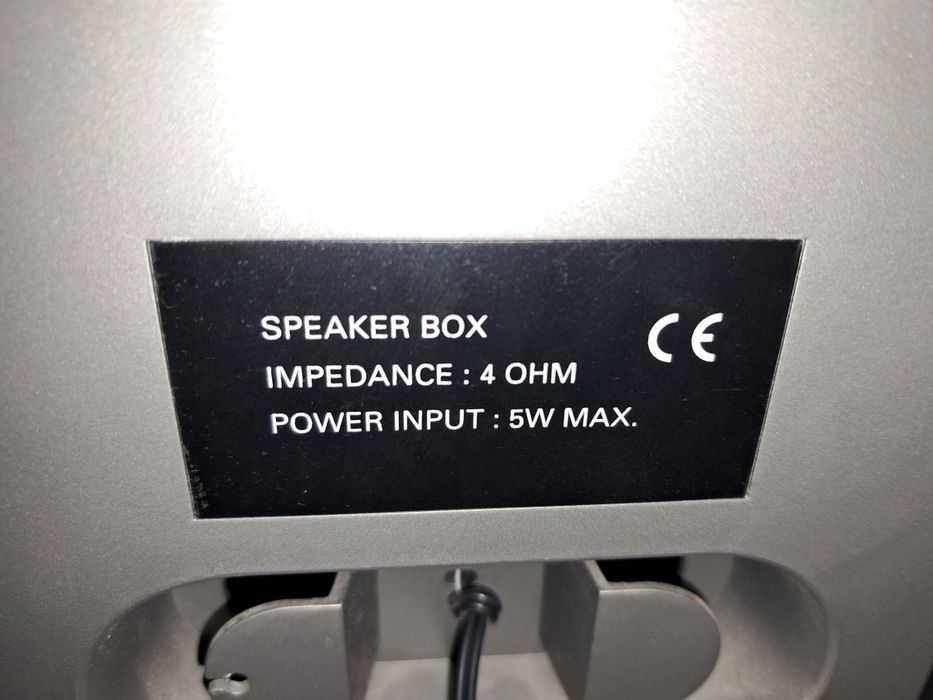 SPEAKER BOX
CE
IMPEDANCE : 4 OHM
POWER INPUT : 5W MAX.